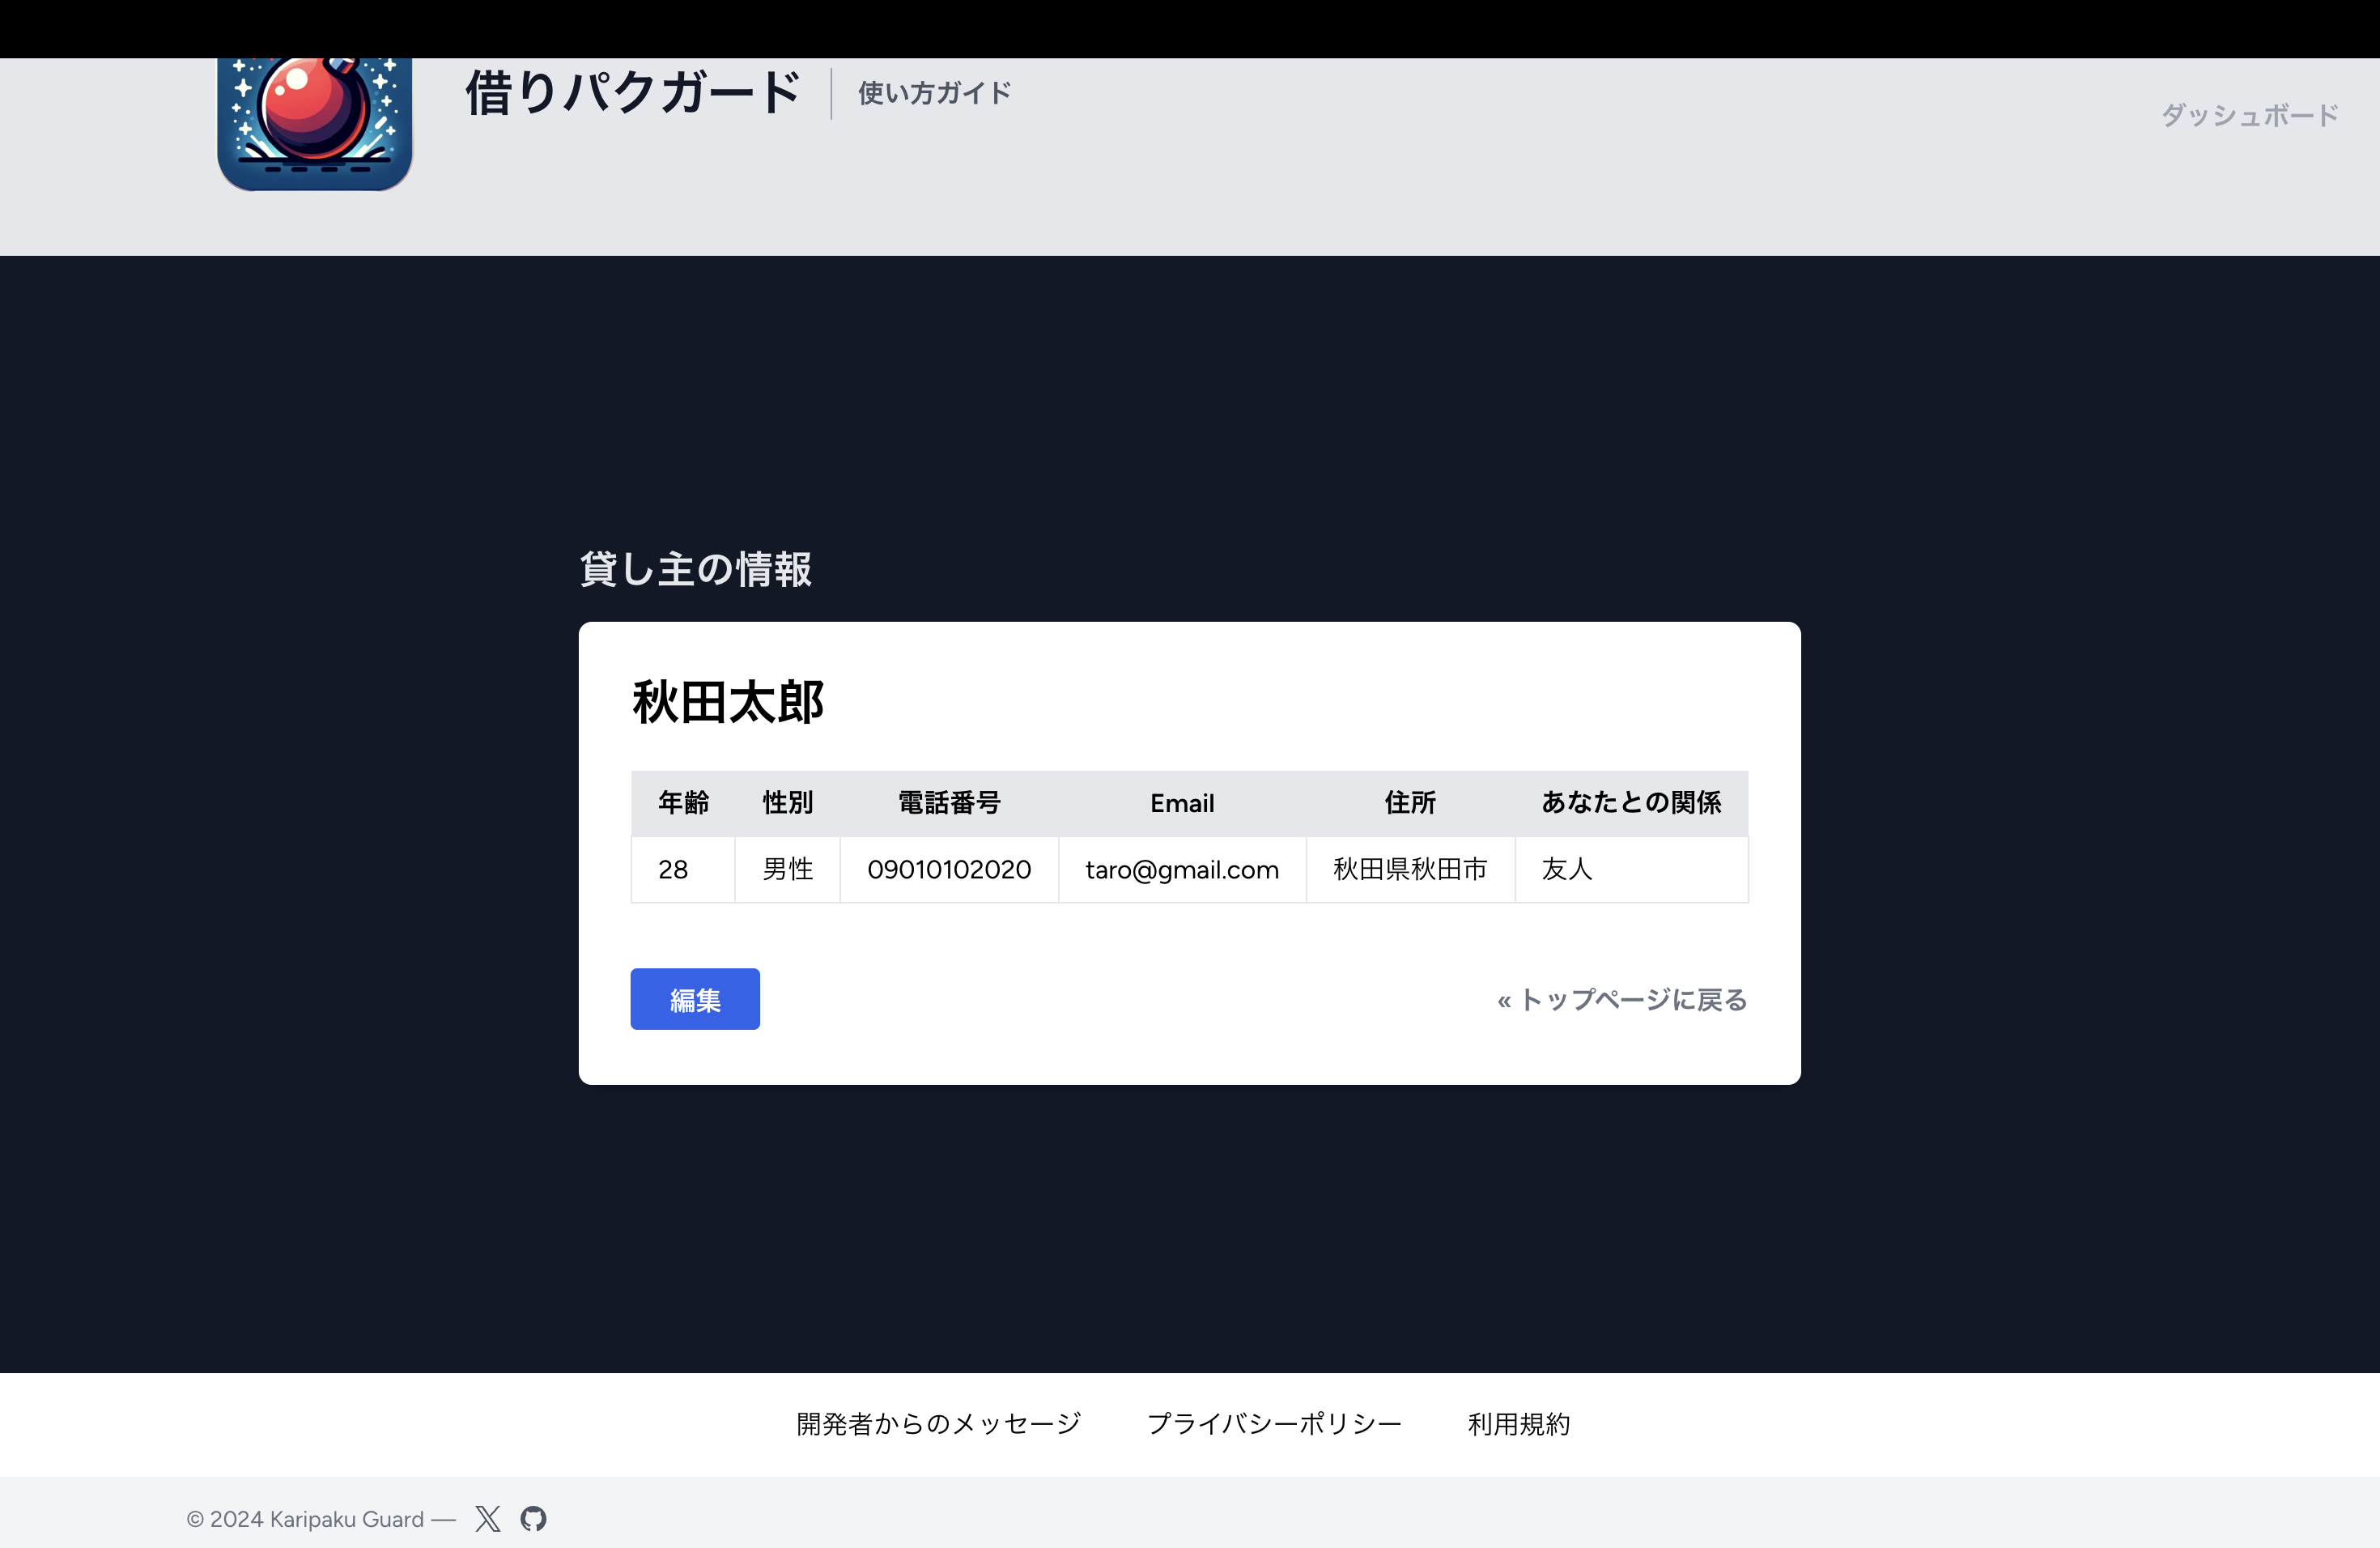 借りパクガード
使い方ガイド
ダッシュボード
貸し主の情報
秋田太郎
年齢 性別 電話番号 Email 住所 あなたとの関係
28 男性 09010102020 taro@gmail.com 秋田県秋田市 友人
編集
« トップページに戻る
開発者からのメッセージ プライバシーポリシー 利用規約
© 2024 Karipaku Guard —